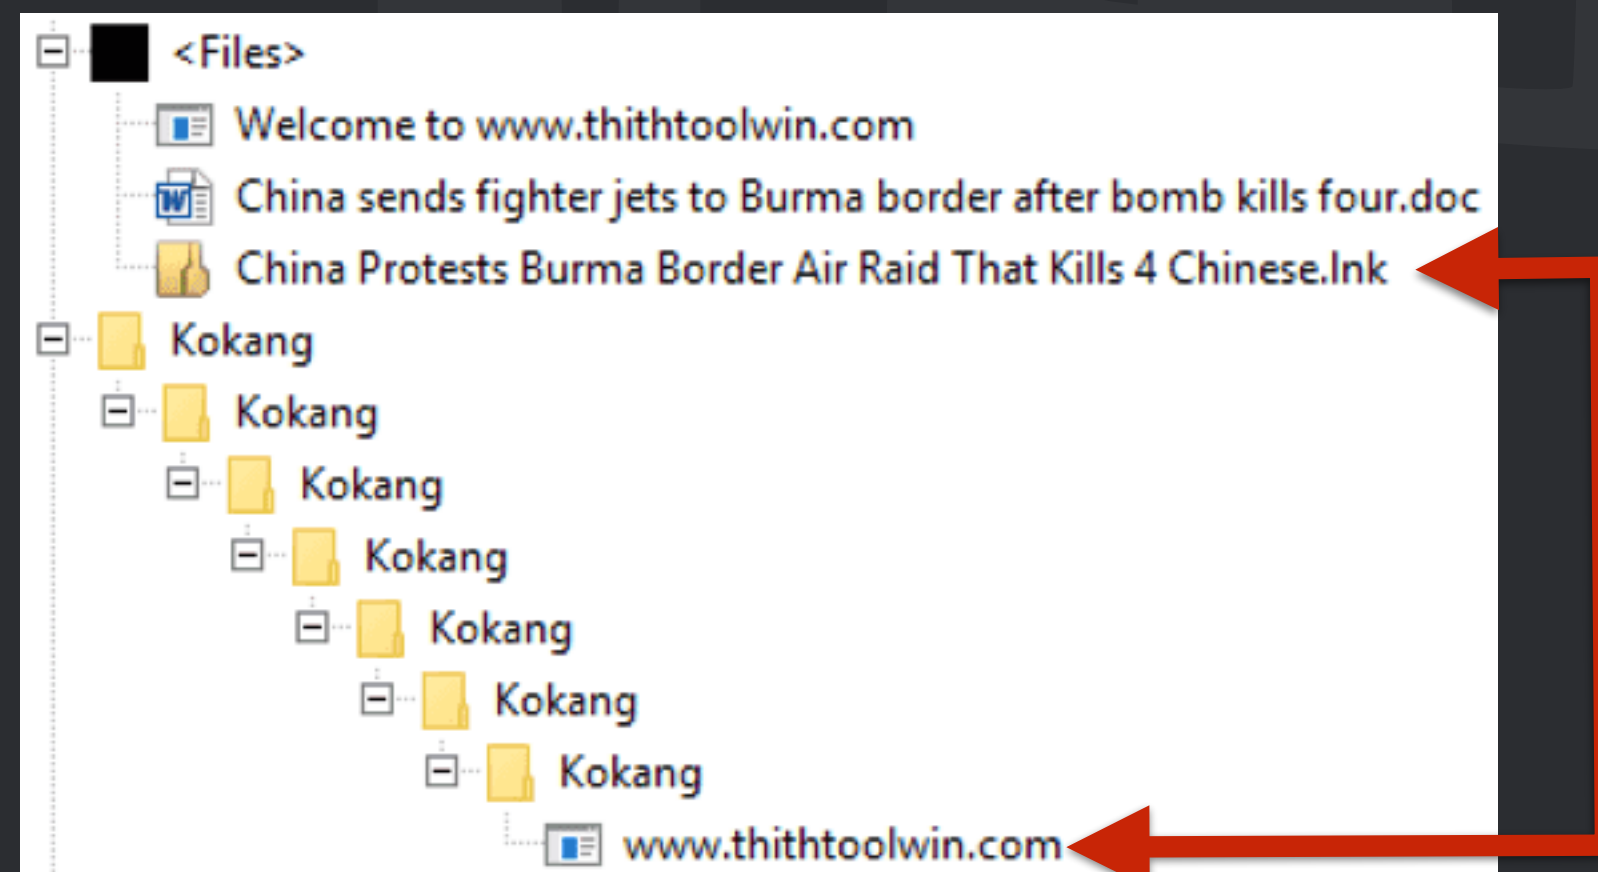 <Files>
Welcome to www.thithtoolwin.com
China sends fighter jets to Burma border after bomb kills four.doc
China Protests Burma Border Air Raid That Kills 4 Chinese.lnk
Kokang
Kokang
Kokang
Kokang
Kokang
Kokang
Kokang
www.thithtoolwin.com